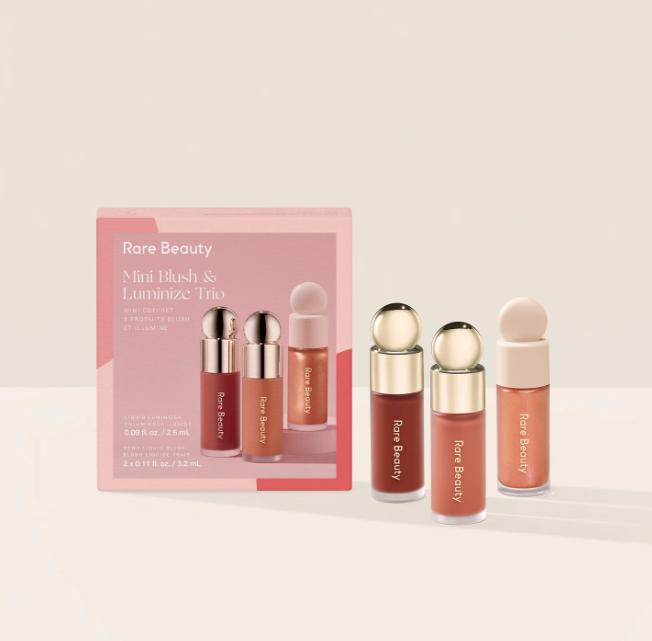 Rare Beauty
Mini Blush &
Luminize Trio
MINI COFFRET
3 PRODUITS BLUSH
ET ILLUMINE
LIQUID LUMINIZER
ENLUMINEUR LIQUIDE
0.09 fl. oz. / 2.5 mL
DEWY LIQUID BLUSH
BLUSH LIQUIDE FRAIS
2 x 0.11 fl. oz. / 3.2 mL
Rare Beauty
Rare Beauty
Rare Beauty
Rare Beauty
Rare Beauty
Rare Beauty